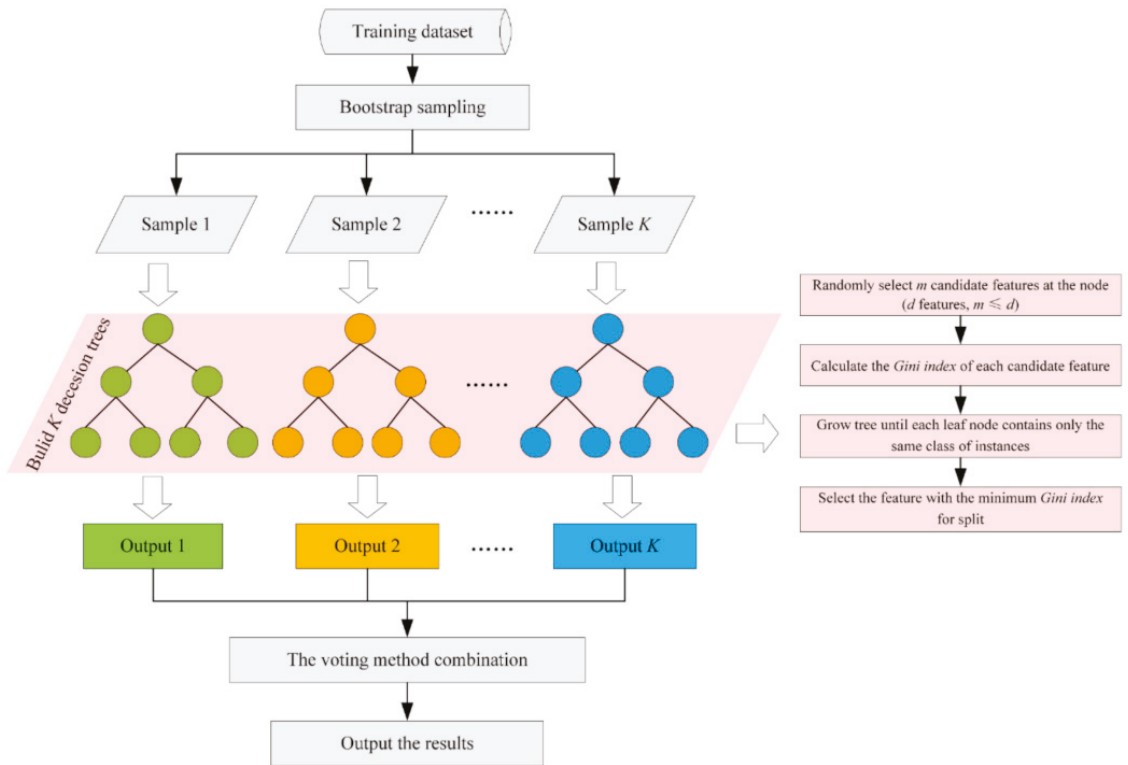 Training dataset
Bootstrap sampling
Sample 1
Sample 2
......
Sample K
Bulid K decesion trees
......
Randomly select m candidate features at the node
(d features, m ⩽ d)
Calculate the Gini index of each candidate feature
Grow tree until each leaf node contains only the
same class of instances
Select the feature with the minimum Gini index
for split
Output 1
Output 2
......
Output K
The voting method combination
Output the results